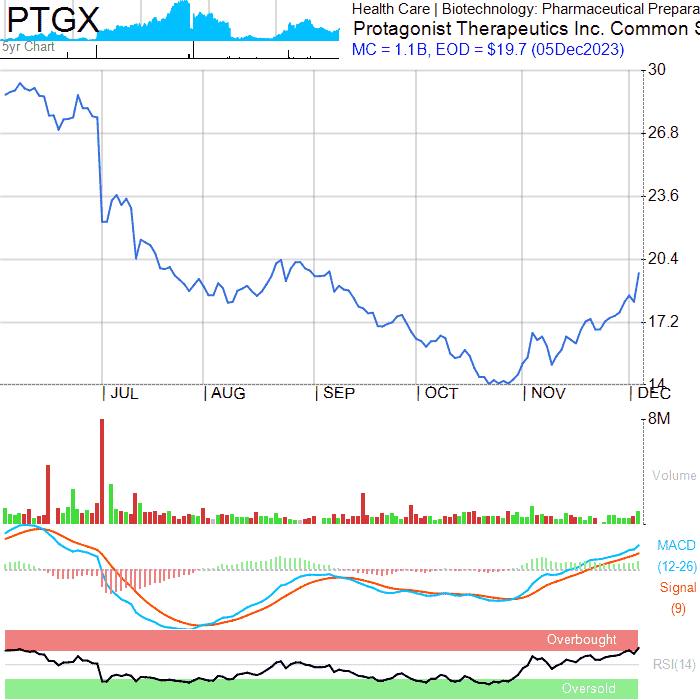 PTGX
5yr Chart
Health Care | Biotechnology: Pharmaceutical Prepara
Protagonist Therapeutics Inc. Common S
MC = 1.1B, EOD = $19.7 (05Dec2023)
30
26.8
23.6
20.4
17.2
14
JUL
AUG
SEP
OCT
NOV
DEC
8M
Volume
MACD
(12-26)
Signal
(9)
Overbought
RSI(14)
Oversold